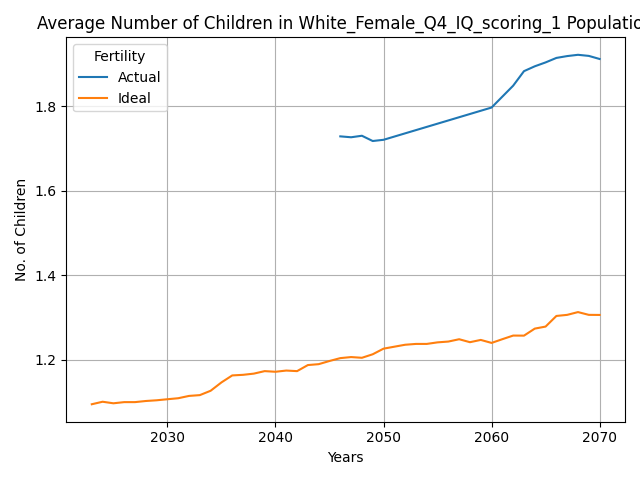 Average Number of Children in White_Female_Q4_IQ_scoring_1 Populatio
Fertility
Actual
Ideal
1.8
1.6
1.4
1.2
No. of Children
2030 2040 2050 2060 2070
Years